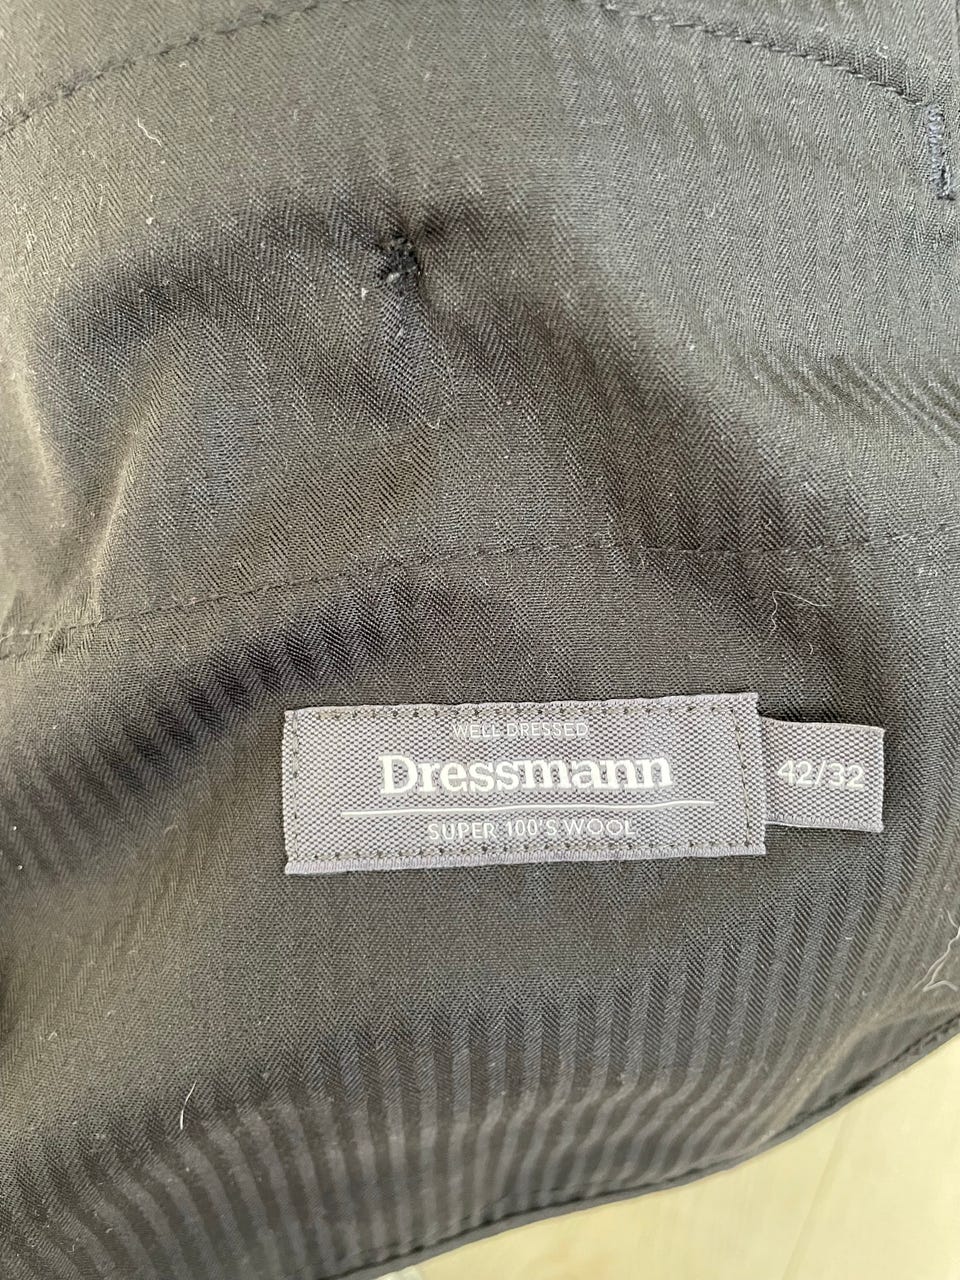 WELL DRESSED
Dressmann
SUPER 100'S WOOL
42/32